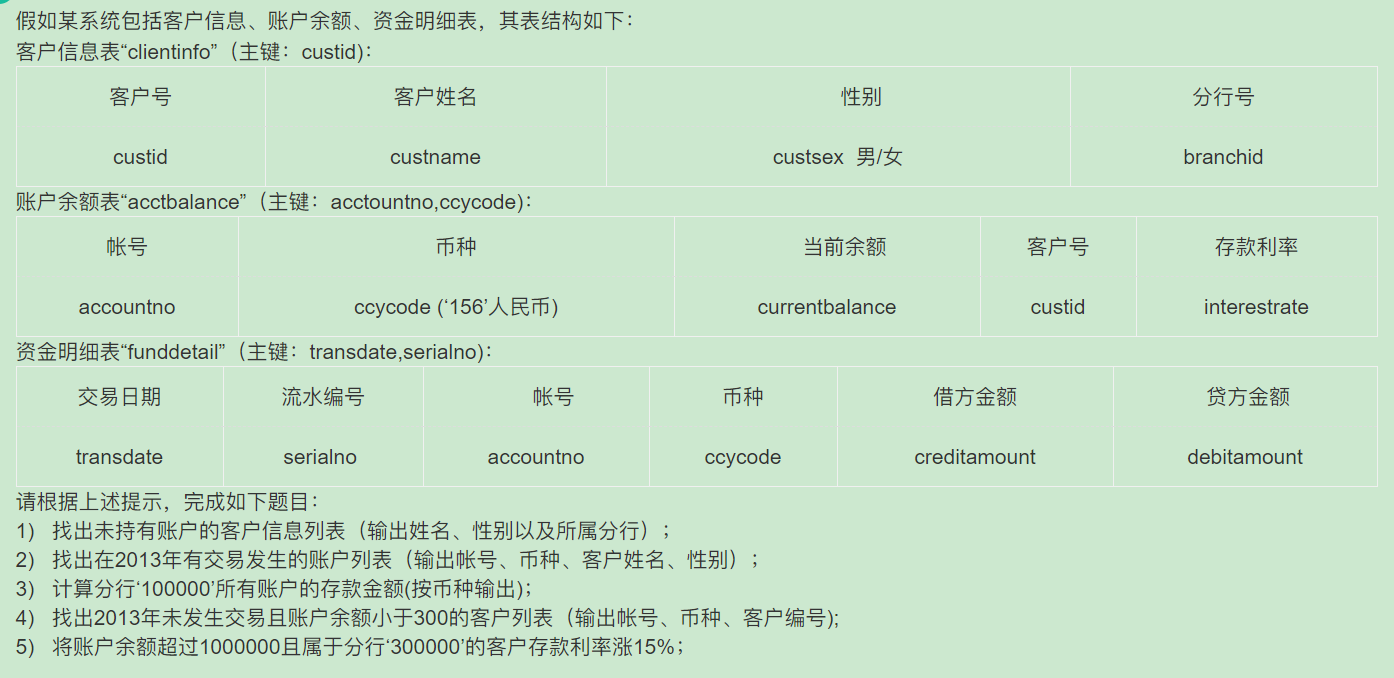 假如某系统包括客户信息、账户余额、资金明细表，其表结构如下：
客户信息表“clientinfo”（主键：custid）：
客户号 客户姓名 性别 分行号
custid custname custsex 男/女 branchid
账户余额表“acctbalance”（主键：acctountno,ccycode)：
帐号 币种 当前余额 客户号 存款利率
accountno ccycode (‘156’人民币) currentbalance custid interestrate
资金明细表“funddetail”（主键：transdate,serialno)：
交易日期 流水编号 帐号 币种 借方金额 贷方金额
transdate serialno accountno ccycode creditamount debitamount
请根据上述提示，完成如下题目：
1) 找出未持有账户的客户信息列表（输出姓名、性别以及所属分行）；
2) 找出在2013年有交易发生的账户列表（输出帐号、币种、客户姓名、性别）；
3) 计算分行‘100000’所有账户的存款金额(按币种输出)；
4) 找出2013年未发生交易且账户余额小于300的客户列表（输出帐号、币种、客户编号);
5) 将账户余额超过1000000且属于分行‘300000’的客户存款利率涨15%；